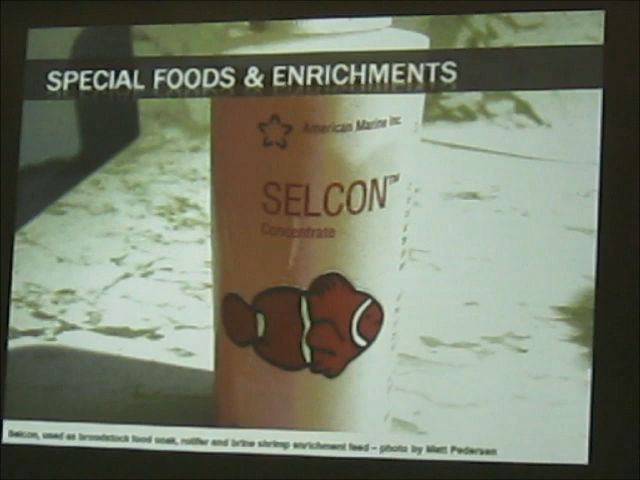 SPECIAL FOODS & ENRICHMENTS
American Marine Inc
SELCON™
Concentrate
Selcon, used as broodstock food soak, rotifer and brine shrimp enrichment feed – photo by Matt Pedersen